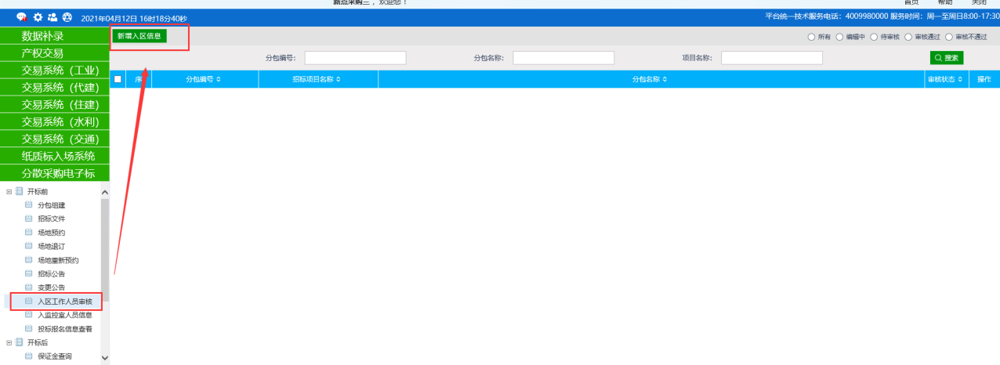 新点采购三，欢迎您！ 首页 帮助 关闭
2021年04月12日 16时18分40秒 平台统一技术服务电话：4009980000 服务时间：周一至周日8:00-17:30
数据补录
产权交易
交易系统（工业）
交易系统（代建）
交易系统（住建）
交易系统（水利）
交易系统（交通）
纸质标入场系统
分散采购电子标
开标前
分包组建
招标文件
场地预约
场地退订
场地重新预约
招标公告
变更公告
入区工作人员审核
入监控室人员信息
投标报名信息查看
开标后
保证金查询
新增入区信息 所有 编辑中 待审核 审核通过 审核不通过
分包编号： 分包名称： 项目名称： 搜索
序 分包编号 招标项目名称 分包名称 审核状态 操作